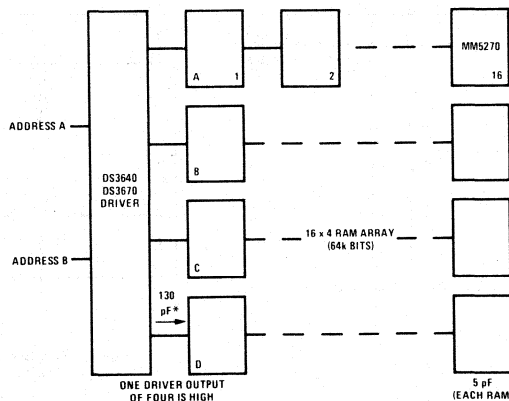 A 1
2
MM5270
16
ADDRESS A
B
DS3640
DS3670
DRIVER
16 x 4 RAM ARRAY
(64k BITS)
C
ADDRESS B
130
pF*
D
ONE DRIVER OUTPUT
OF FOUR IS HIGH
5 pF
(EACH RAM